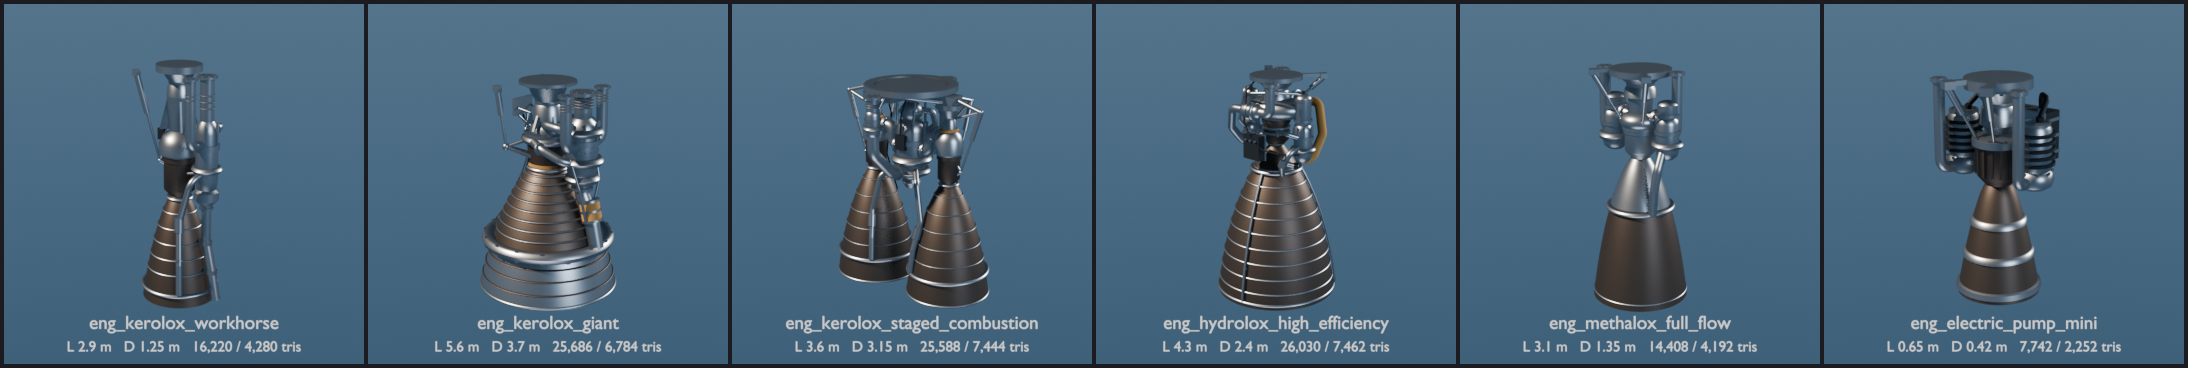 eng_kerolox_workhorse
L 2.9 m D 1.25 m 16,220 / 4,280 tris
eng_kerolox_giant
L 5.6 m D 3.7 m 25,686 / 6,784 tris
eng_kerolox_staged_combustion
L 3.6 m D 3.15 m 25,588 / 7,444 tris
eng_hydrolox_high_efficiency
L 4.3 m D 2.4 m 26,030 / 7,462 tris
eng_methalox_full_flow
L 3.1 m D 1.35 m 14,408 / 4,192 tris
eng_electric_pump_mini
L 0.65 m D 0.42 m 7,742 / 2,252 tris